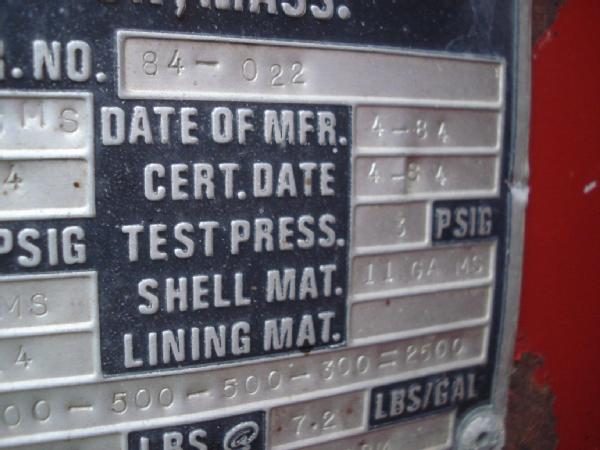 MASS.
NO. 84-022
MS DATE OF MFR. 4-84
4 CERT. DATE 4-84
PSIG TEST PRESS. 3 PSIG
MS SHELL MAT. 11 GA MS
4 LINING MAT.
00-500-500-300=2500
LBS @ 7.2 LBS/GAL